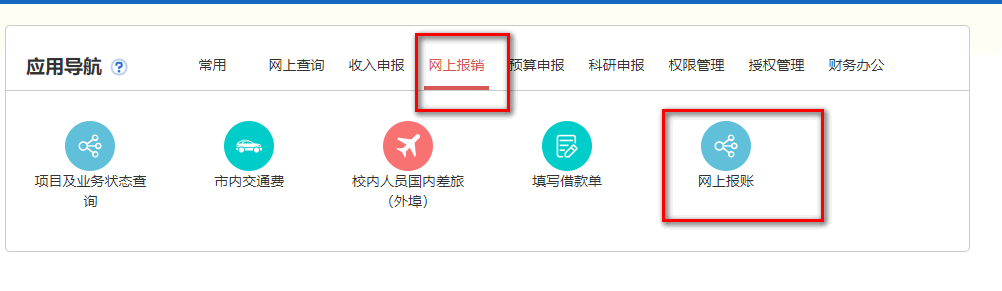 应用导航 ? 常用 网上查询 收入申报 网上报销 预算申报 科研申报 权限管理 授权管理 财务办公
项目及业务状态查
询
市内交通费
校内人员国内差旅
（外埠）
填写借款单
网上报账